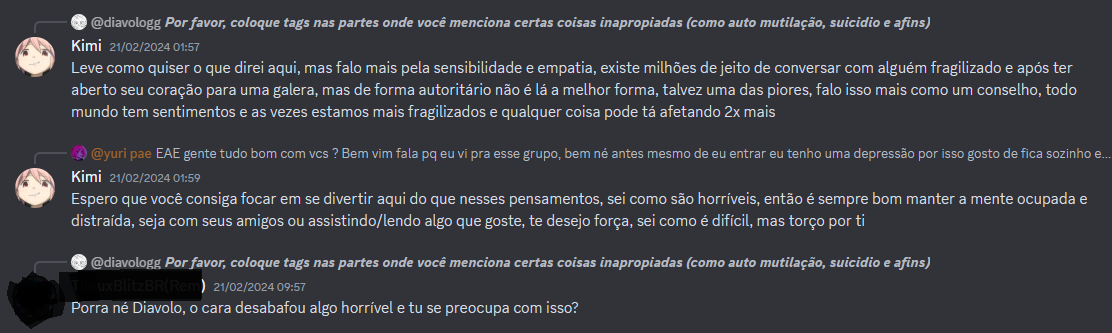 @diavologg Por favor, coloque tags nas partes onde você menciona certas coisas inapropiadas (como auto mutilação, suicidio e afins)
Kimi 21/02/2024 01:57
Leve como quiser o que direi aqui, mas falo mais pela sensibilidade e empatia, existe milhões de jeito de conversar com alguém fragilizado e após ter
aberto seu coração para uma galera, mas de forma autoritário não é lá a melhor forma, talvez uma das piores, falo isso mais como um conselho, todo
mundo tem sentimentos e as vezes estamos mais fragilizados e qualquer coisa pode tá afetando 2x mais
@yuri pae EAE gente tudo bom com vcs ? Bem vim fala pq eu vi pra esse grupo, bem né antes mesmo de eu entrar eu tenho uma depressão por isso gosto de fica sozinho e...
Kimi 21/02/2024 01:59
Espero que você consiga focar em se divertir aqui do que nesses pensamentos, sei como são horríveis, então é sempre bom manter a mente ocupada e
distraída, seja com seus amigos ou assistindo/lendo algo que goste, te desejo força, sei como é difícil, mas torço por ti
@diavologg Por favor, coloque tags nas partes onde você menciona certas coisas inapropiadas (como auto mutilação, suicidio e afins)
21/02/2024 09:57
Porra né Diavolo, o cara desabafou algo horrível e tu se preocupa com isso?